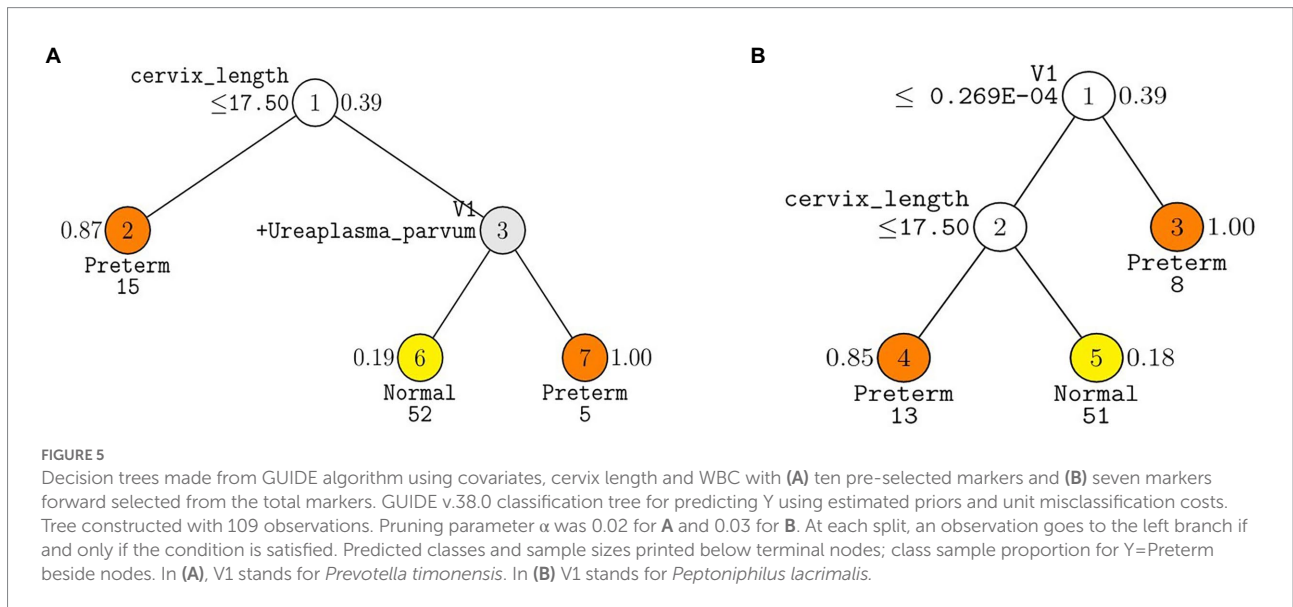 A
cervix_length
≤17.50 1 0.39
0.87 2
Preterm
15
V1
+Ureaplasma_parvum 3
0.19 6
Normal
52
7 1.00
Preterm
5
B
V1
≤ 0.269E-04 1 0.39
cervix_length
≤17.50 2
3 1.00
Preterm
8
0.85 4
Preterm
13
5 0.18
Normal
51
FIGURE 5
Decision trees made from GUIDE algorithm using covariates, cervix length and WBC with (A) ten pre-selected markers and (B) seven markers
forward selected from the total markers. GUIDE v.38.0 classification tree for predicting Y using estimated priors and unit misclassification costs.
Tree constructed with 109 observations. Pruning parameter α was 0.02 for A and 0.03 for B. At each split, an observation goes to the left branch if
and only if the condition is satisfied. Predicted classes and sample sizes printed below terminal nodes; class sample proportion for Y=Preterm
beside nodes. In (A), V1 stands for Prevotella timonensis. In (B) V1 stands for Peptoniphilus lacrimalis.